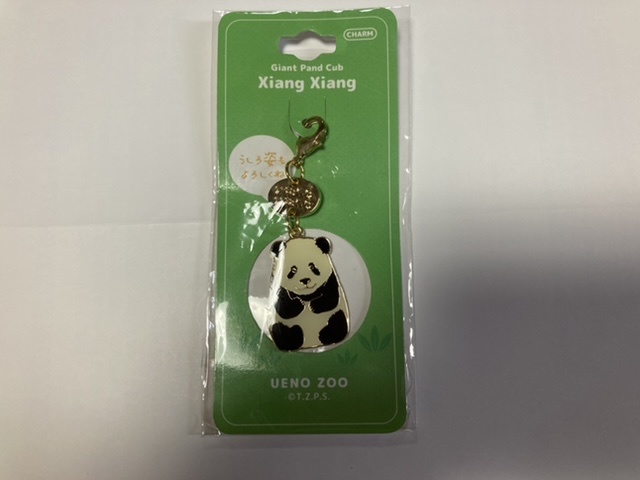 CHARM
Giant Pand Cub
Xiang Xiang
うしろ姿も
よろしくね
UENO ZOO
©T.Z.P.S.